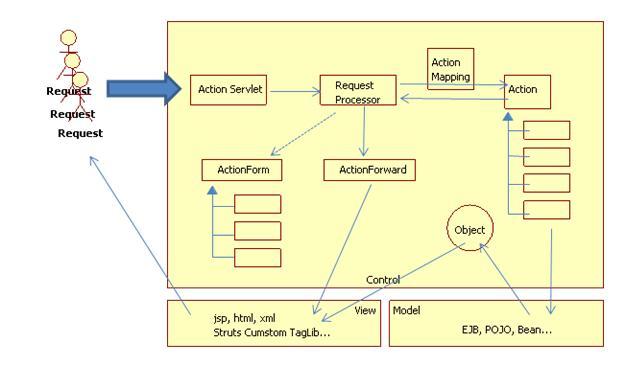 Request
Request
Request
Action Servlet
Request
Processor
Action
Mapping
Action
ActionForm
ActionForward
Object
Control
View
jsp, html, xml
Struts Cumstom TagLib...
Model
EJB, POJO, Bean...